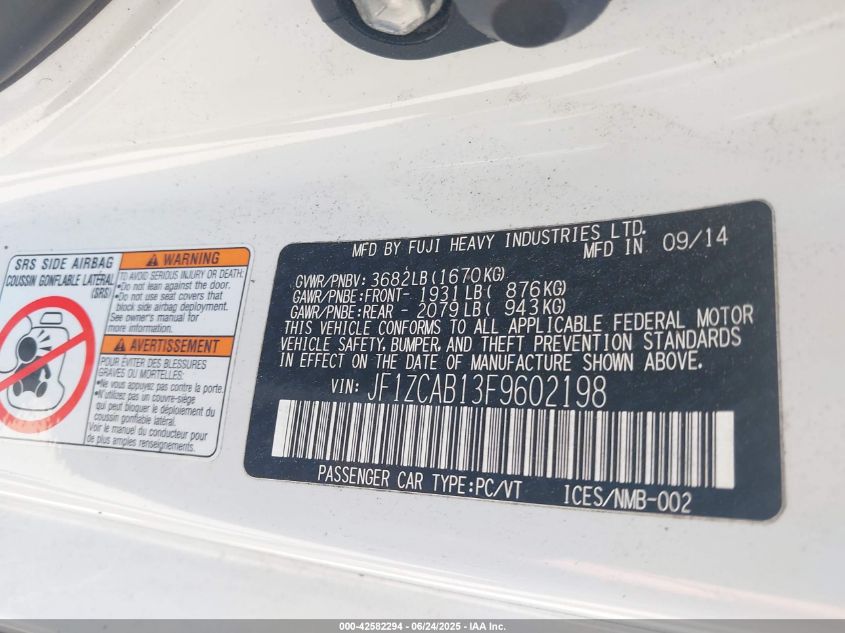 SRS SIDE AIRBAG
COUSSIN GONFLABLE LATÉRAL
(SRS)
WARNING
TO AVOID SERIOUS INJURY OR DEATH:
•Do not lean against the door.
•Do not use seat covers that
block side airbag deployment.
See owner's manual for
more information.
AVERTISSEMENT
POUR ÉVITER DES BLESSURES
GRAVES OU MORTELLES:
•Ne vous appuyez pas contre la porte.
•N'utilisez pas un couvre-siège
qui peut bloquer le déploiement du
coussin gonflable latéral.
Voir le manuel du conducteur pour
de plus amples renseignements.
MFD BY FUJI HEAVY INDUSTRIES LTD.
MFD IN 09/14
GVWR/PNBV: 3682LB(1670KG)
GAWR/PNBE:FRONT- 1931LB( 876KG)
GAWR/PNBE:REAR - 2079LB( 943KG)
THIS VEHICLE CONFORMS TO ALL APPLICABLE FEDERAL MOTOR
VEHICLE SAFETY, BUMPER, AND THEFT PREVENTION STANDARDS
IN EFFECT ON THE DATE OF MANUFACTURE SHOWN ABOVE.
VIN: JF1ZCAB13F9602198
PASSENGER CAR TYPE:PC/VT ICES/NMB-002
000-42582294 - 06/24/2025 - IAA Inc.